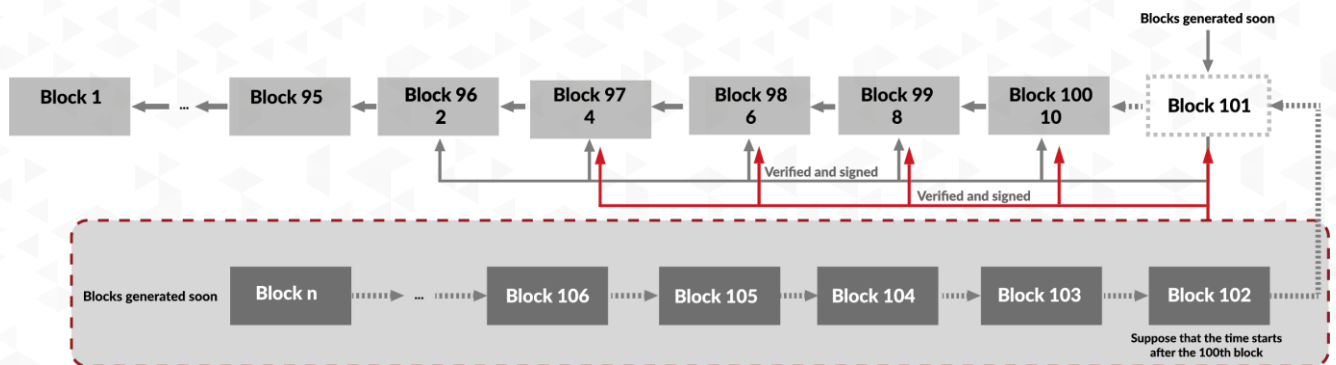 Blocks generated soon
Block 1
...
Block 95
Block 96
2
Block 97
4
Block 98
6
Block 99
8
Block 100
10
Block 101
Verified and signed
Verified and signed
Blocks generated soon
Block n
...
Block 106
Block 105
Block 104
Block 103
Block 102
Suppose that the time starts
after the 100th block